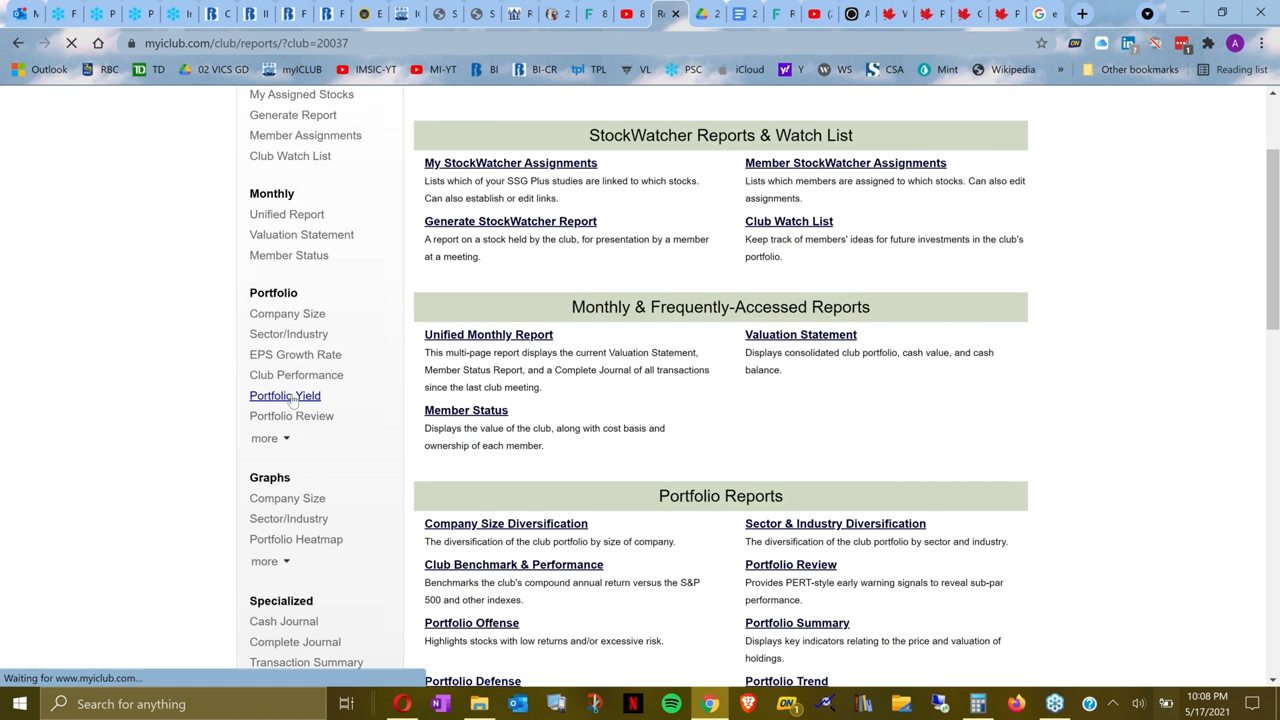 St
In
Re
myiclub.com/club/reports/?club=20037
A
Outlook RBC TD 02 VICS GD myICLUB IMSIC-YT MI-YT BI BI-CR TPL VL PSC iCloud Y WS CSA Mint Wikipedia » Other bookmarks Reading list
My Assigned Stocks
Generate Report
Member Assignments
Club Watch List
Monthly
Unified Report
Valuation Statement
Member Status
Portfolio
Company Size
Sector/Industry
EPS Growth Rate
Club Performance
Portfolio Yield
Portfolio Review
more
Graphs
Company Size
Sector/Industry
Portfolio Heatmap
more
Specialized
Cash Journal
Complete Journal
Transaction Summary
StockWatcher Reports & Watch List
My StockWatcher Assignments
Lists which of your SSG Plus studies are linked to which stocks.
Can also establish or edit links.
Member StockWatcher Assignments
Lists which members are assigned to which stocks. Can also edit
assignments.
Generate StockWatcher Report
A report on a stock held by the club, for presentation by a member
at a meeting.
Club Watch List
Keep track of members' ideas for future investments in the club's
portfolio.
Monthly & Frequently-Accessed Reports
Unified Monthly Report
This multi-page report displays the current Valuation Statement,
Member Status Report, and a Complete Journal of all transactions
since the last club meeting.
Valuation Statement
Displays consolidated club portfolio, cash value, and cash
balance.
Member Status
Displays the value of the club, along with cost basis and
ownership of each member.
Portfolio Reports
Company Size Diversification
The diversification of the club portfolio by size of company.
Sector & Industry Diversification
The diversification of the club portfolio by sector and industry.
Club Benchmark & Performance
Benchmarks the club's compound annual return versus the S&P
500 and other indexes.
Portfolio Review
Provides PERT-style early warning signals to reveal sub-par
performance.
Portfolio Offense
Highlights stocks with low returns and/or excessive risk.
Portfolio Summary
Displays key indicators relating to the price and valuation of
holdings.
Portfolio Defense
Portfolio Trend
Waiting for www.myiclub.com...
Search for anything
10:08 PM
5/17/2021